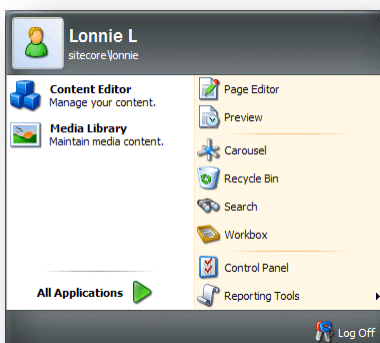 Lonnie L
sitecore\lonnie
Content Editor
Manage your content.
Media Library
Maintain media content.
All Applications
Page Editor
Preview
Carousel
Recycle Bin
Search
Workbox
Control Panel
Reporting Tools
Log Off